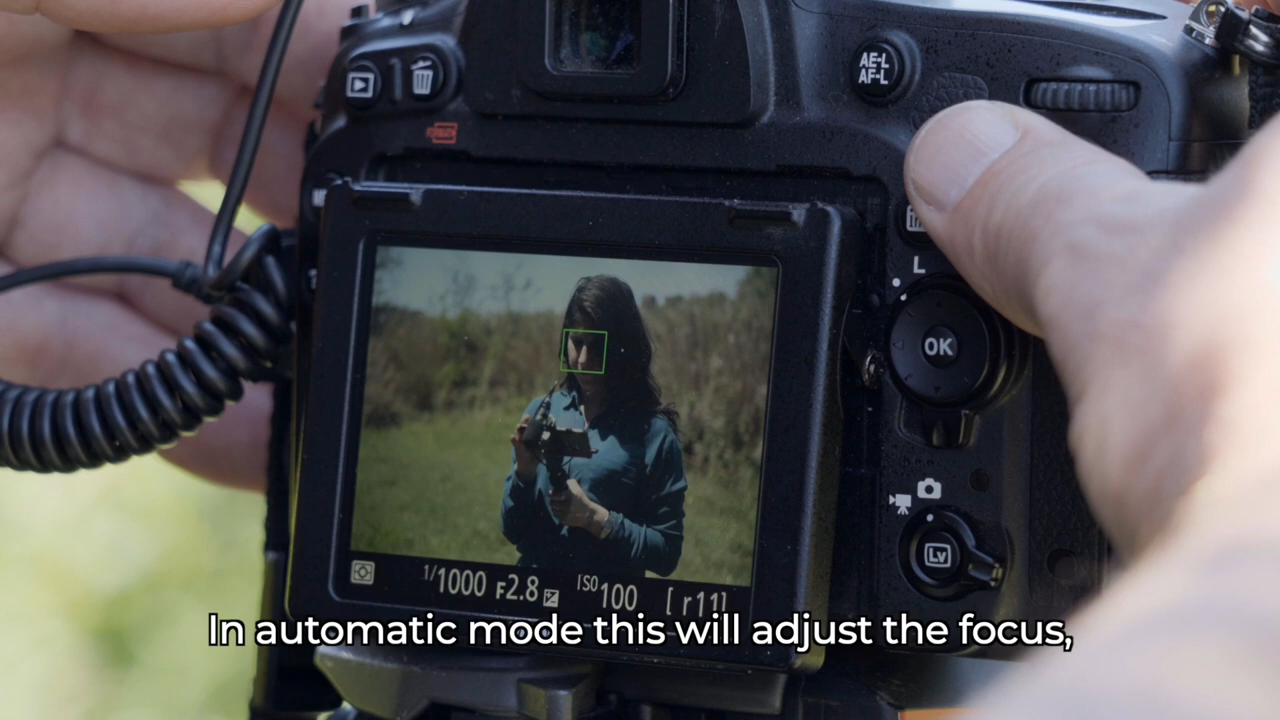 AE-L
AF-L
L
OK
Lv
1/1000 F2.8 ISO 100 [r11]
In automatic mode this will adjust the focus,